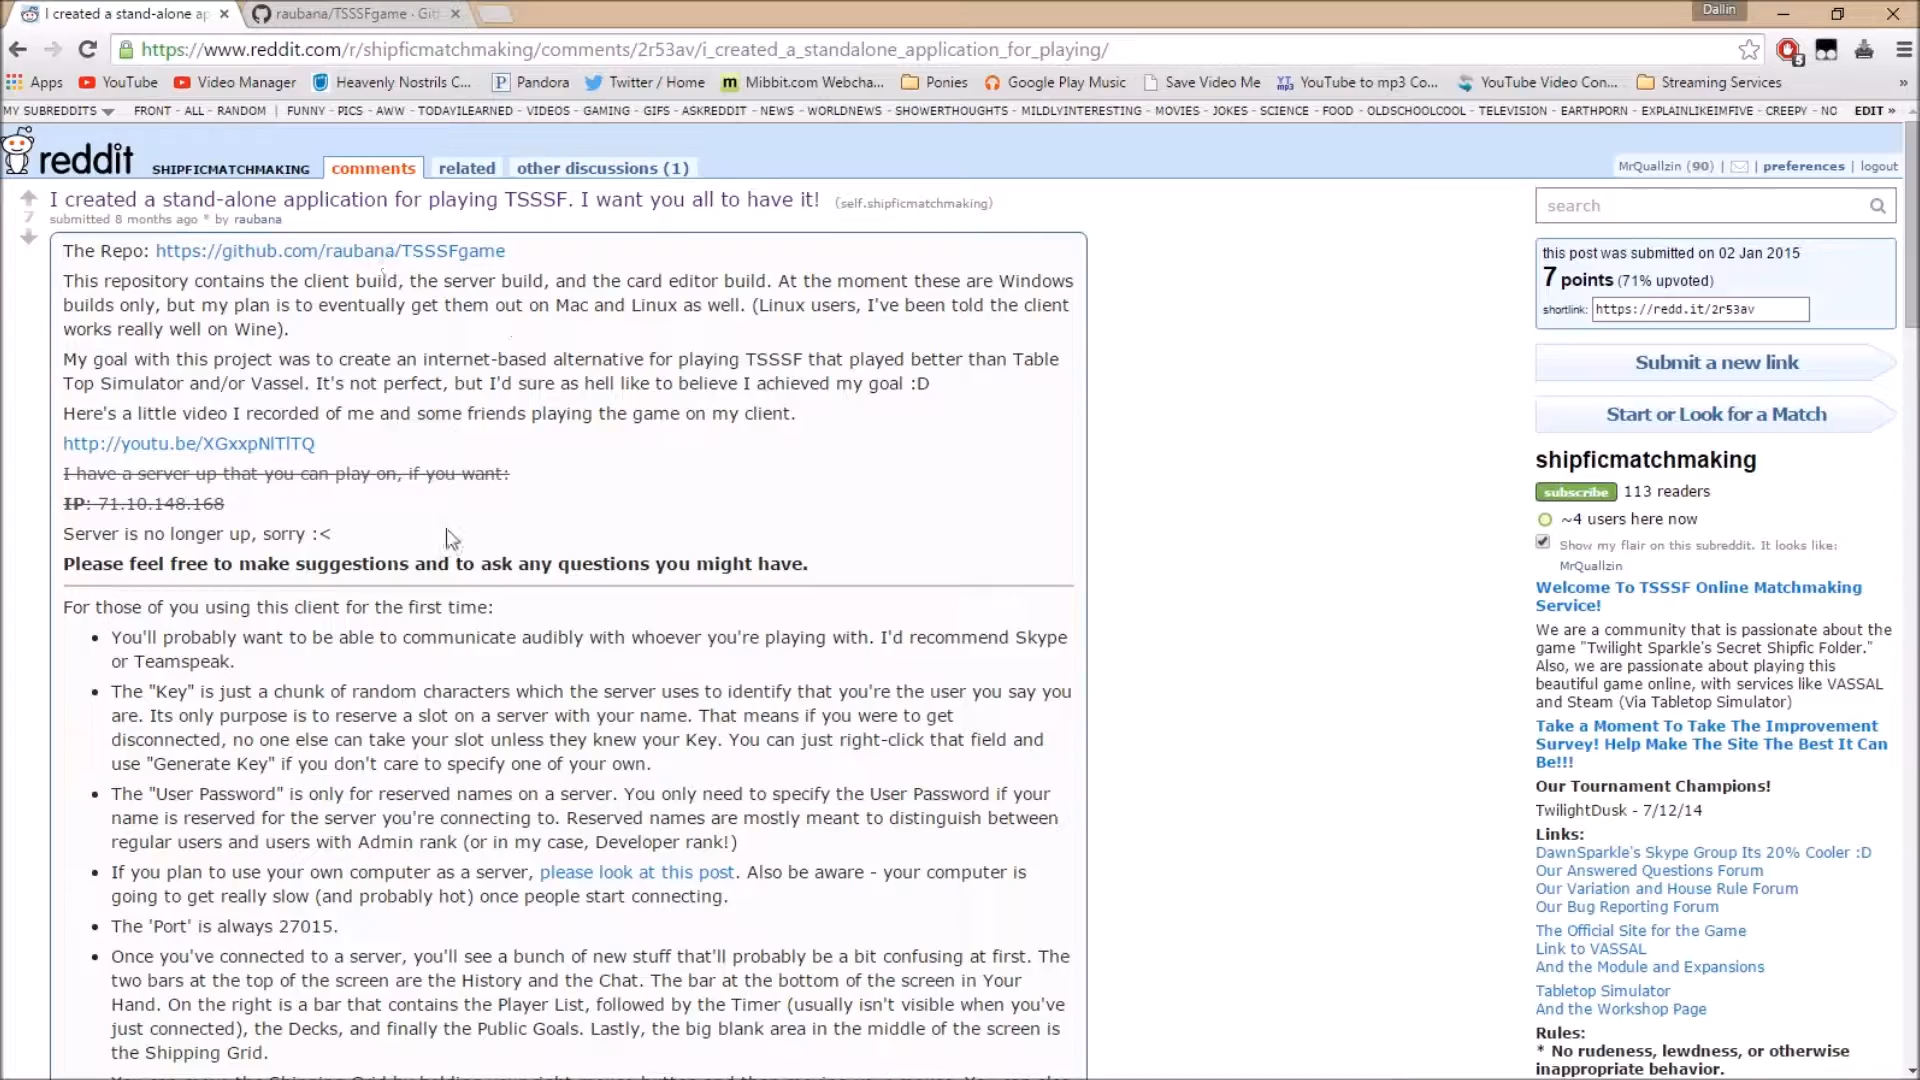 I created a stand-alone ap
raubana/TSSSFgame · Git
Dallin
https://www.reddit.com/r/shipficmatchmaking/comments/2r53av/i_created_a_standalone_application_for_playing/
5
Apps YouTube Video Manager Heavenly Nostrils C... Pandora Twitter / Home Mibbit.com Webcha... Ponies Google Play Music Save Video Me YouTube to mp3 Co... YouTube Video Con... Streaming Services »
MY SUBREDDITS FRONT - ALL - RANDOM | FUNNY - PICS - AWW - TODAYILEARNED - VIDEOS - GAMING - GIFS - ASKREDDIT - NEWS - WORLDNEWS - SHOWERTHOUGHTS - MILDLYINTERESTING - MOVIES - JOKES - SCIENCE - FOOD - OLDSCHOOLCOOL - TELEVISION - EARTHPORN - EXPLAINLIKEIMFIVE - CREEPY - NO EDIT »
reddit SHIPFICMATCHMAKING comments related other discussions (1)
MrQuallzin (90) | preferences | logout
I created a stand-alone application for playing TSSSF. I want you all to have it! (self.shipficmatchmaking)
7
submitted 8 months ago * by raubana
The Repo: https://github.com/raubana/TSSSFgame
This repository contains the client build, the server build, and the card editor build. At the moment these are Windows
builds only, but my plan is to eventually get them out on Mac and Linux as well. (Linux users, I've been told the client
works really well on Wine).
My goal with this project was to create an internet-based alternative for playing TSSSF that played better than Table
Top Simulator and/or Vassel. It's not perfect, but I'd sure as hell like to believe I achieved my goal :D
Here's a little video I recorded of me and some friends playing the game on my client.
http://youtu.be/XGxxpNlTlTQ
I have a server up that you can play on, if you want:
IP: 71.10.148.168
Server is no longer up, sorry :<
Please feel free to make suggestions and to ask any questions you might have.
For those of you using this client for the first time:
• You'll probably want to be able to communicate audibly with whoever you're playing with. I'd recommend Skype
or Teamspeak.
• The "Key" is just a chunk of random characters which the server uses to identify that you're the user you say you
are. Its only purpose is to reserve a slot on a server with your name. That means if you were to get
disconnected, no one else can take your slot unless they knew your Key. You can just right-click that field and
use "Generate Key" if you don't care to specify one of your own.
• The "User Password" is only for reserved names on a server. You only need to specify the User Password if your
name is reserved for the server you're connecting to. Reserved names are mostly meant to distinguish between
regular users and users with Admin rank (or in my case, Developer rank!)
• If you plan to use your own computer as a server, please look at this post. Also be aware - your computer is
going to get really slow (and probably hot) once people start connecting.
• The 'Port' is always 27015.
• Once you've connected to a server, you'll see a bunch of new stuff that'll probably be a bit confusing at first. The
two bars at the top of the screen are the History and the Chat. The bar at the bottom of the screen in Your
Hand. On the right is a bar that contains the Player List, followed by the Timer (usually isn't visible when you've
just connected), the Decks, and finally the Public Goals. Lastly, the big blank area in the middle of the screen is
the Shipping Grid.
search
this post was submitted on 02 Jan 2015
7 points (71% upvoted)
shortlink: https://redd.it/2r53av
Submit a new link
Start or Look for a Match
shipficmatchmaking
subscribe 113 readers
~4 users here now
Show my flair on this subreddit. It looks like:
MrQuallzin
Welcome To TSSSF Online Matchmaking
Service!
We are a community that is passionate about the
game "Twilight Sparkle's Secret Shipfic Folder."
Also, we are passionate about playing this
beautiful game online, with services like VASSAL
and Steam (Via Tabletop Simulator)
Take a Moment To Take The Improvement
Survey! Help Make The Site The Best It Can
Be!!!
Our Tournament Champions!
TwilightDusk - 7/12/14
Links:
DawnSparkle's Skype Group Its 20% Cooler :D
Our Answered Questions Forum
Our Variation and House Rule Forum
Our Bug Reporting Forum
The Official Site for the Game
Link to VASSAL
And the Module and Expansions
Tabletop Simulator
And the Workshop Page
Rules:
* No rudeness, lewdness, or otherwise
inappropriate behavior.